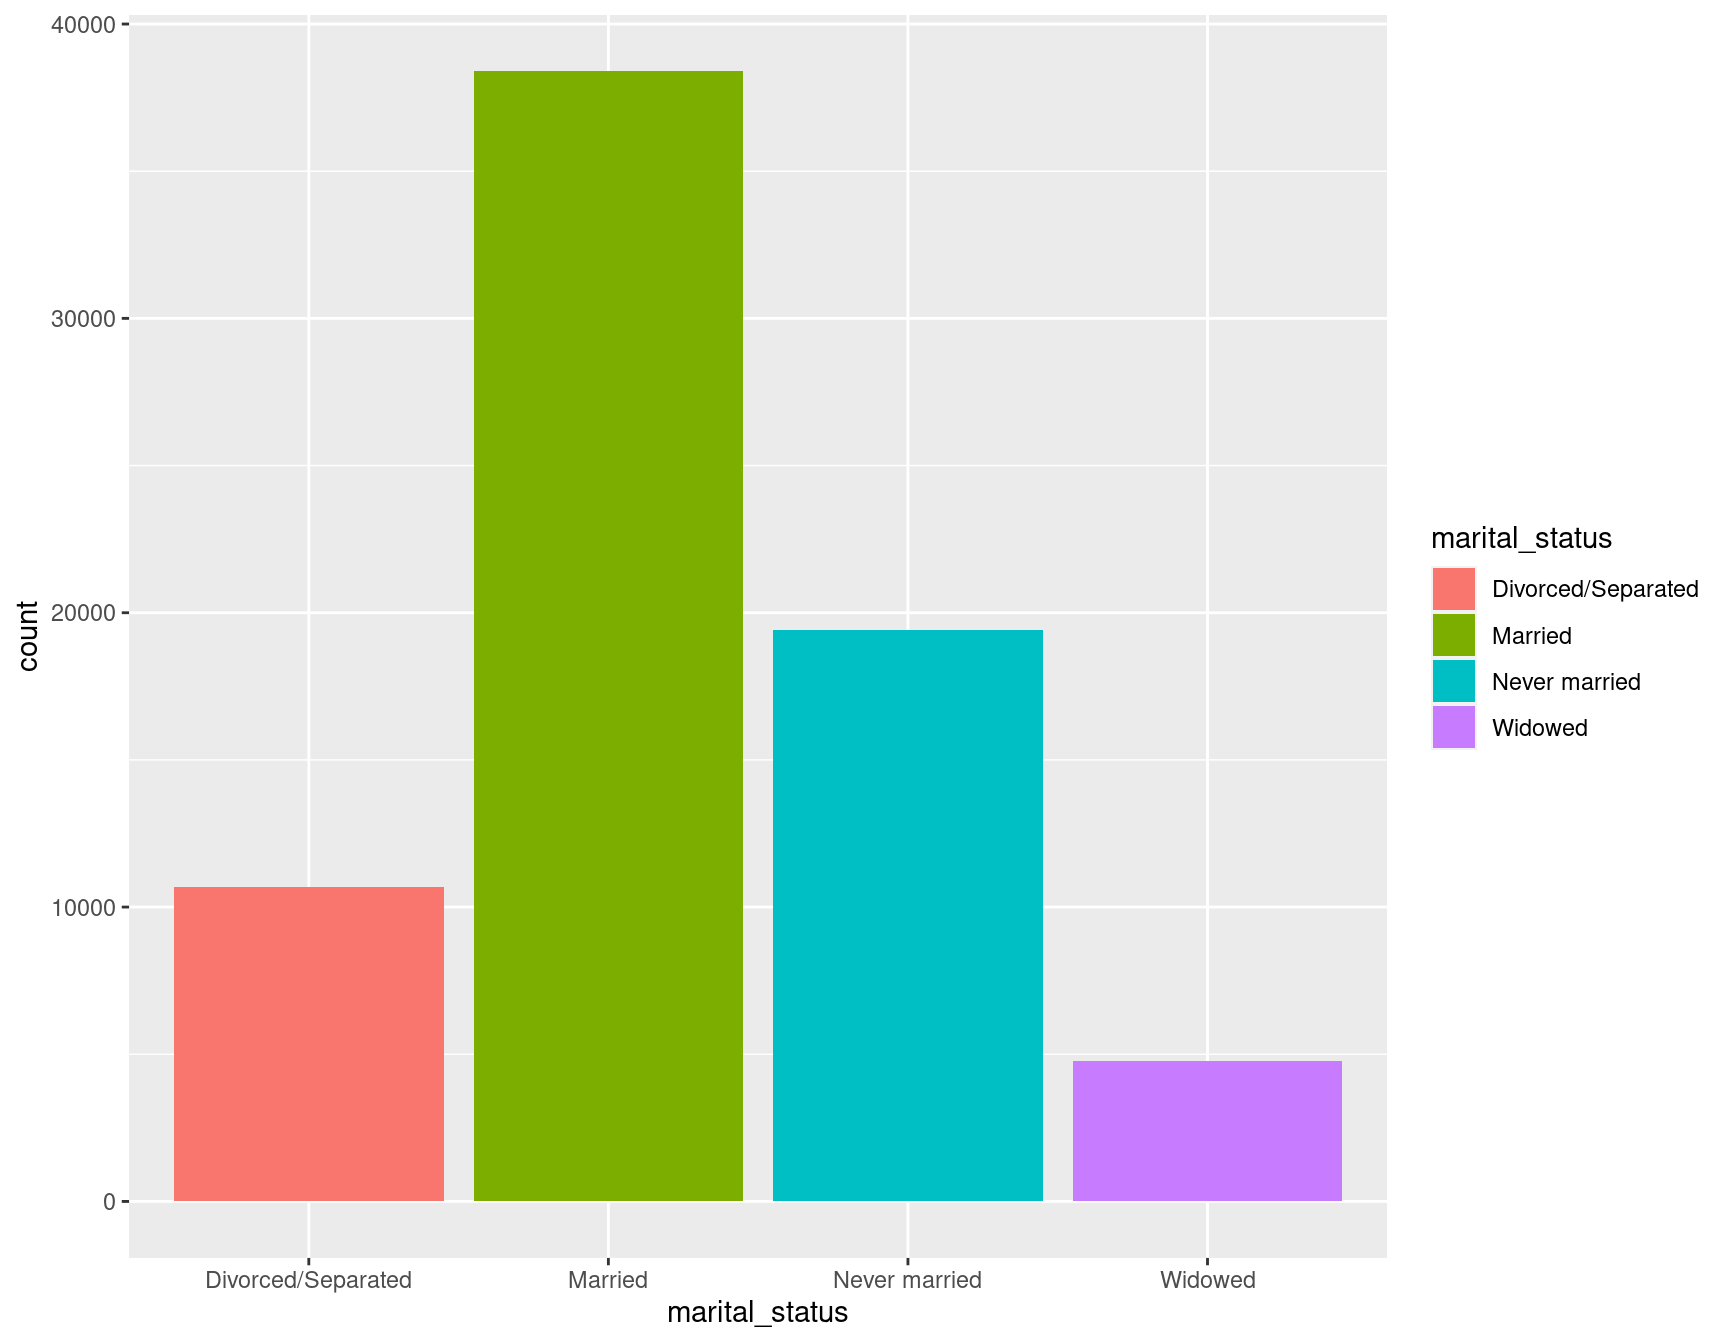 40000
30000
20000
10000
0
count
Divorced/Separated
Married
Never married
Widowed
marital_status
marital_status
Divorced/Separated
Married
Never married
Widowed